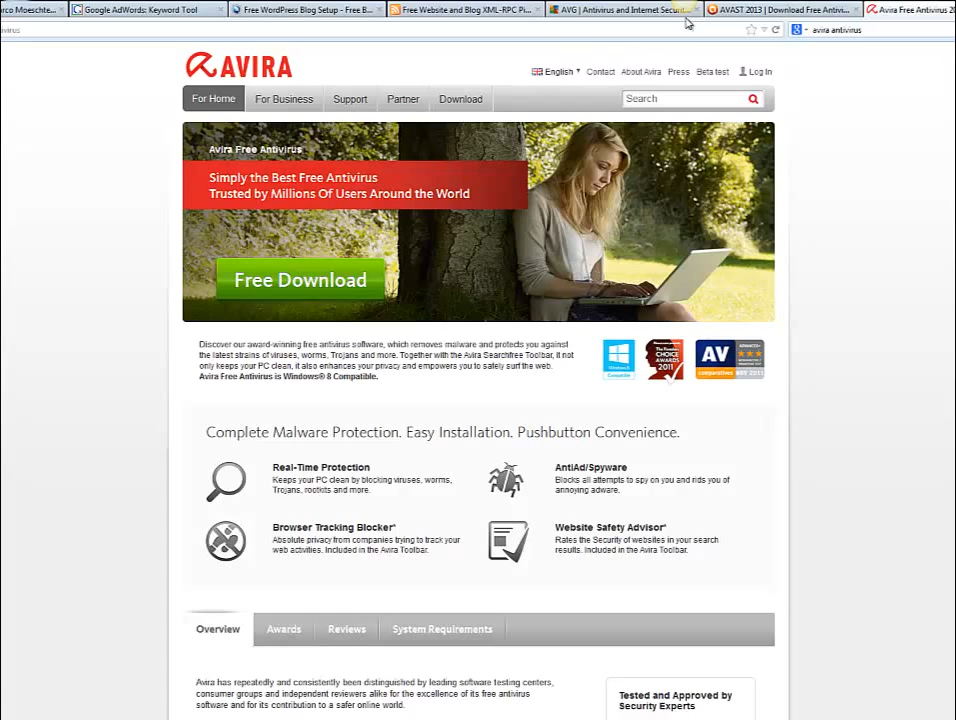 rco Moeschte...
Google AdWords: Keyword Tool
Free WordPress Blog Setup - Free B...
Free Website and Blog XML-RPC Pi...
AVG | Antivirus and Internet Securit...
AVAST 2013 | Download Free Antivi...
Avira Free Antivirus 20
avira antivirus
AVIRA
English
Contact
About Avira
Press
Beta test
Log In
For Home
For Business
Support
Partner
Download
Search
Avira Free Antivirus
Simply the Best Free Antivirus
Trusted by Millions Of Users Around the World
Free Download
Discover our award-winning free antivirus software, which removes malware and protects you against
the latest strains of viruses, worms, Trojans and more. Together with the Avira Searchfree Toolbar, it not
only keeps your PC clean, it also enhances your privacy and empowers you to safely surf the web.
Avira Free Antivirus is Windows® 8 Compatible.
Windows 8
Compatible
CHOICE
AWARDS
2011
AV
comparatives
ADVANCED+
Complete Malware Protection. Easy Installation. Pushbutton Convenience.
Real-Time Protection
Keeps your PC clean by blocking viruses, worms,
Trojans, rootkits and more.
AntiAd/Spyware
Blocks all attempts to spy on you and rids you of
annoying adware.
Browser Tracking Blocker*
Absolute privacy from companies trying to track your
web activities. Included in the Avira Toolbar.
Website Safety Advisor*
Rates the Security of websites in your search
results. Included in the Avira Toolbar.
Overview
Awards
Reviews
System Requirements
Avira has repeatedly and consistently been distinguished by leading software testing centers,
consumer groups and independent reviewers alike for the excellence of its free antivirus
software and for its contribution to a safer online world.
Tested and Approved by
Security Experts